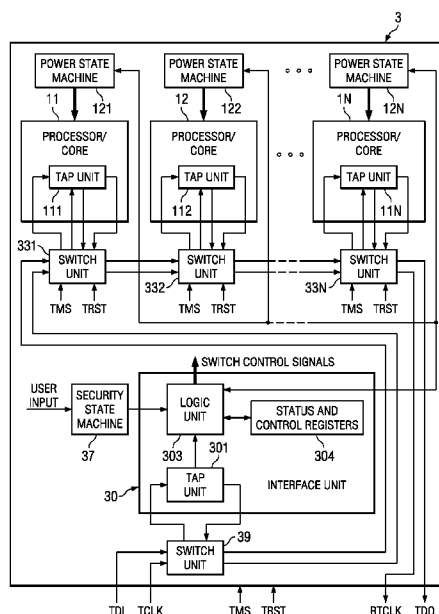 3
POWER STATE MACHINE
POWER STATE MACHINE
POWER STATE MACHINE
11
121
12
122
1N
12N
PROCESSOR/
CORE
PROCESSOR/
CORE
PROCESSOR/
CORE
TAP UNIT
TAP UNIT
TAP UNIT
111
112
11N
331
SWITCH
UNIT
SWITCH
UNIT
SWITCH
UNIT
332
33N
TMS TRST
TMS TRST
TMS TRST
SWITCH CONTROL SIGNALS
USER
INPUT
SECURITY
STATE
MACHINE
37
LOGIC
UNIT
303
STATUS AND
CONTROL REGISTERS
304
301
TAP
UNIT
30
INTERFACE UNIT
39
SWITCH
UNIT
TDI TCLK TMS TRST RTCLK TDO